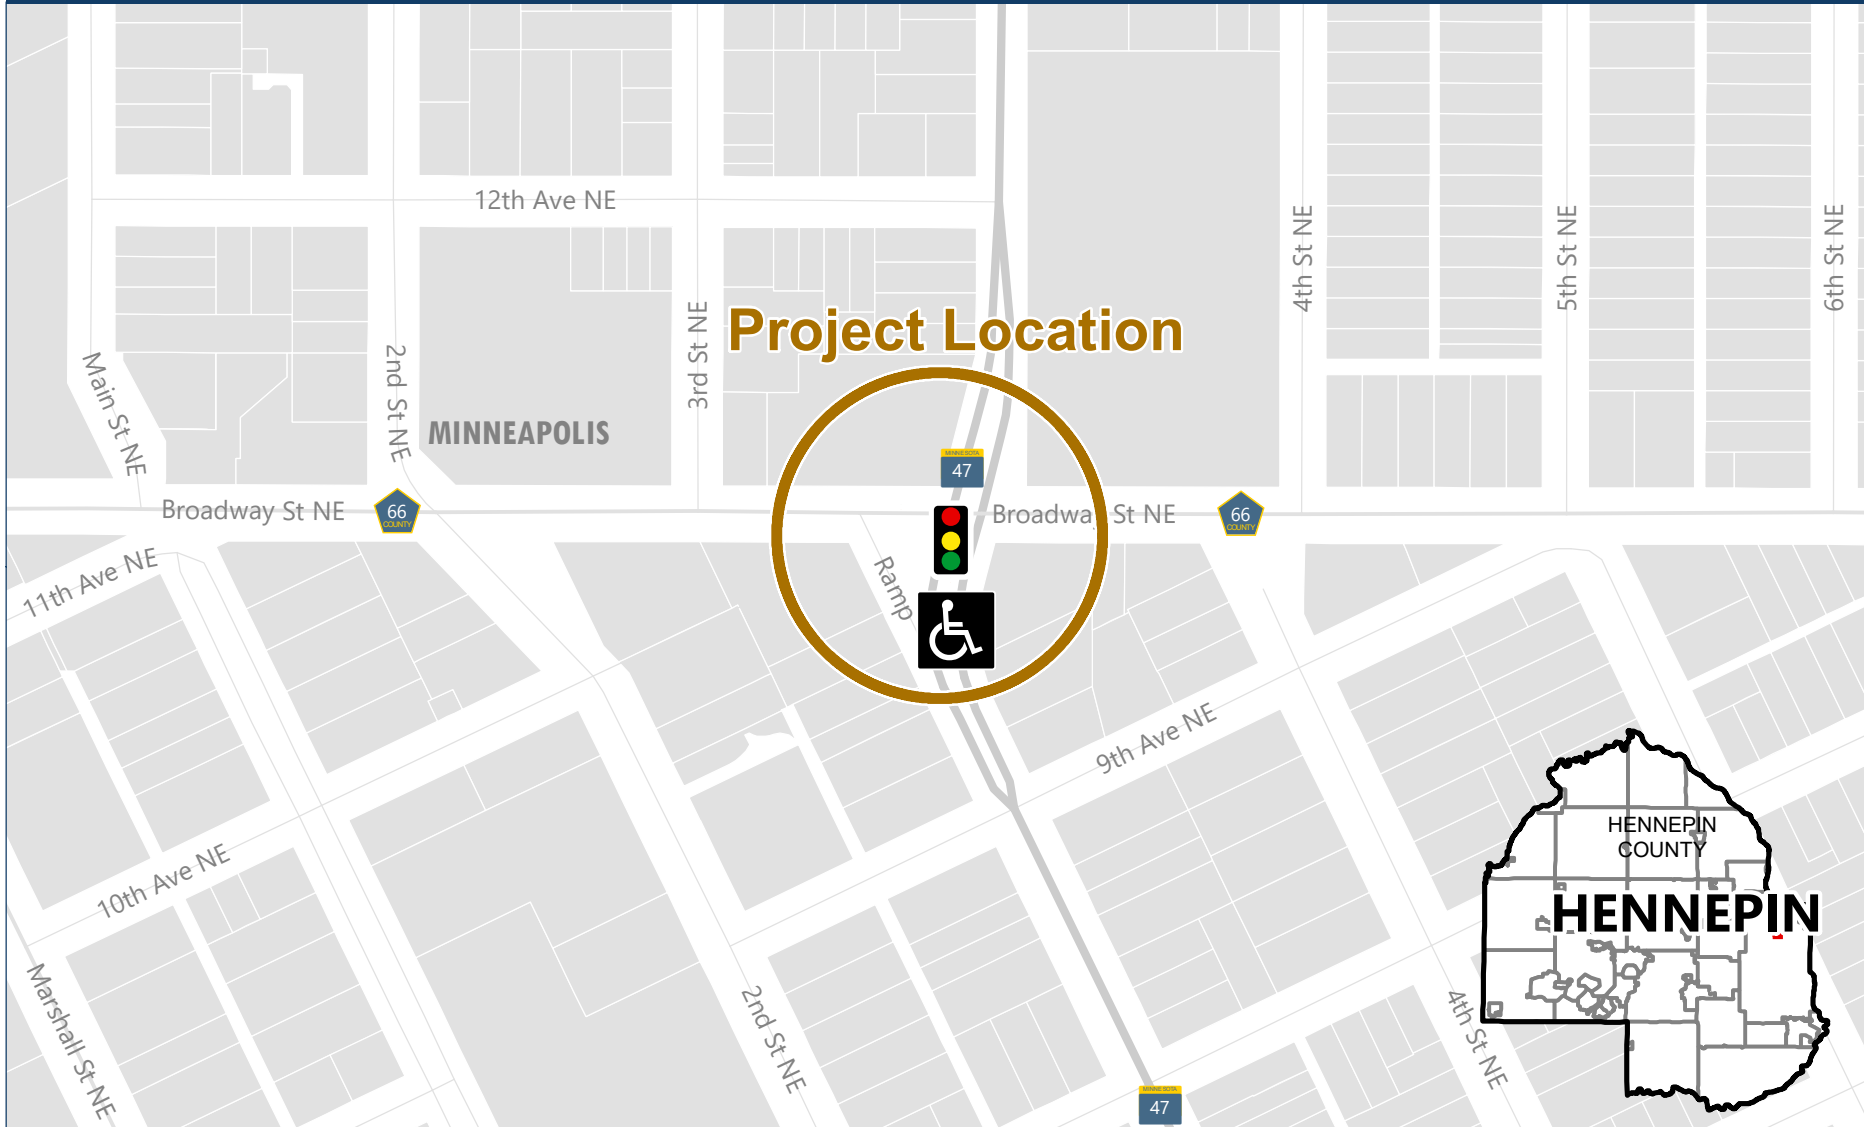 12th Ave NE
4th St NE
5th St NE
6th St NE
3rd St NE
Project Location
Main St NE
2nd St NE
MINNEAPOLIS
MINNESOTA
47
Broadway St NE
66
COUNTY
Broadway St NE
66
COUNTY
11th Ave NE
Ramp
9th Ave NE
HENNEPIN
COUNTY
HENNEPIN
10th Ave NE
Marshall St NE
2nd St NE
4th St NE
MINNESOTA
47